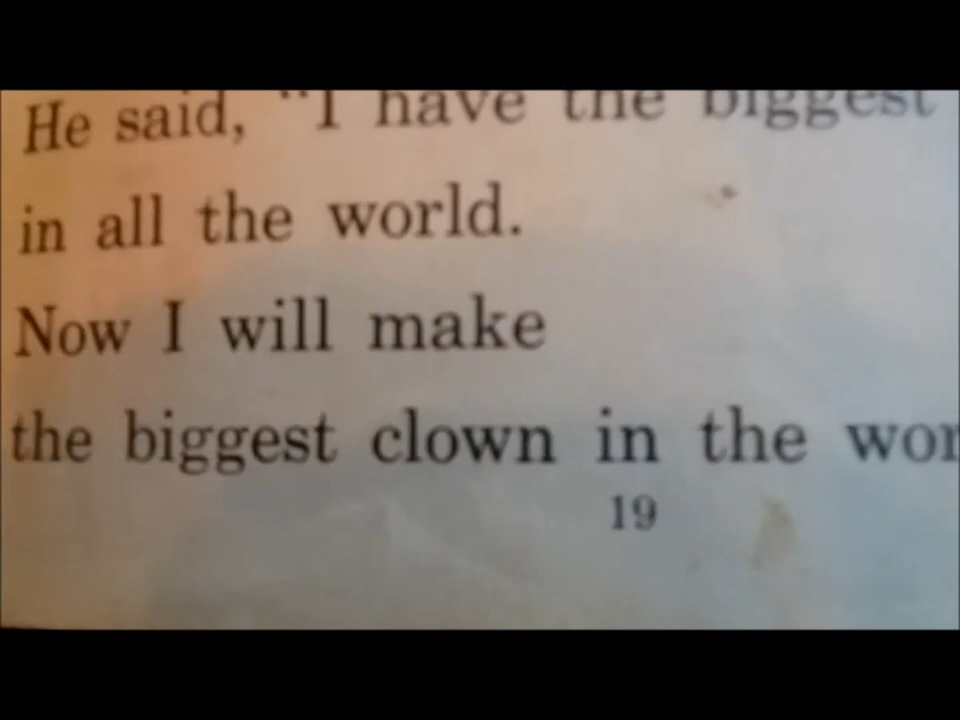 He said, "I have the biggest
in all the world.
Now I will make
the biggest clown in the wor
19